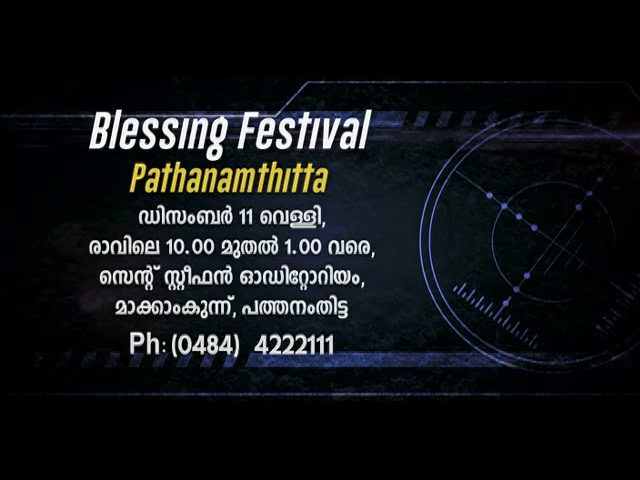 Blessing Festival
Pathanamthitta
ഡിസംബർ 11 വെള്ളി,
രാവിലെ 10.00 മുതൽ 1.00 വരെ,
സെന്റ് സ്റ്റീഫൻ ഓഡിറ്റോറിയം,
മാക്കാംകുന്ന്, പത്തനംതിട്ട
Ph: (0484) 4222111